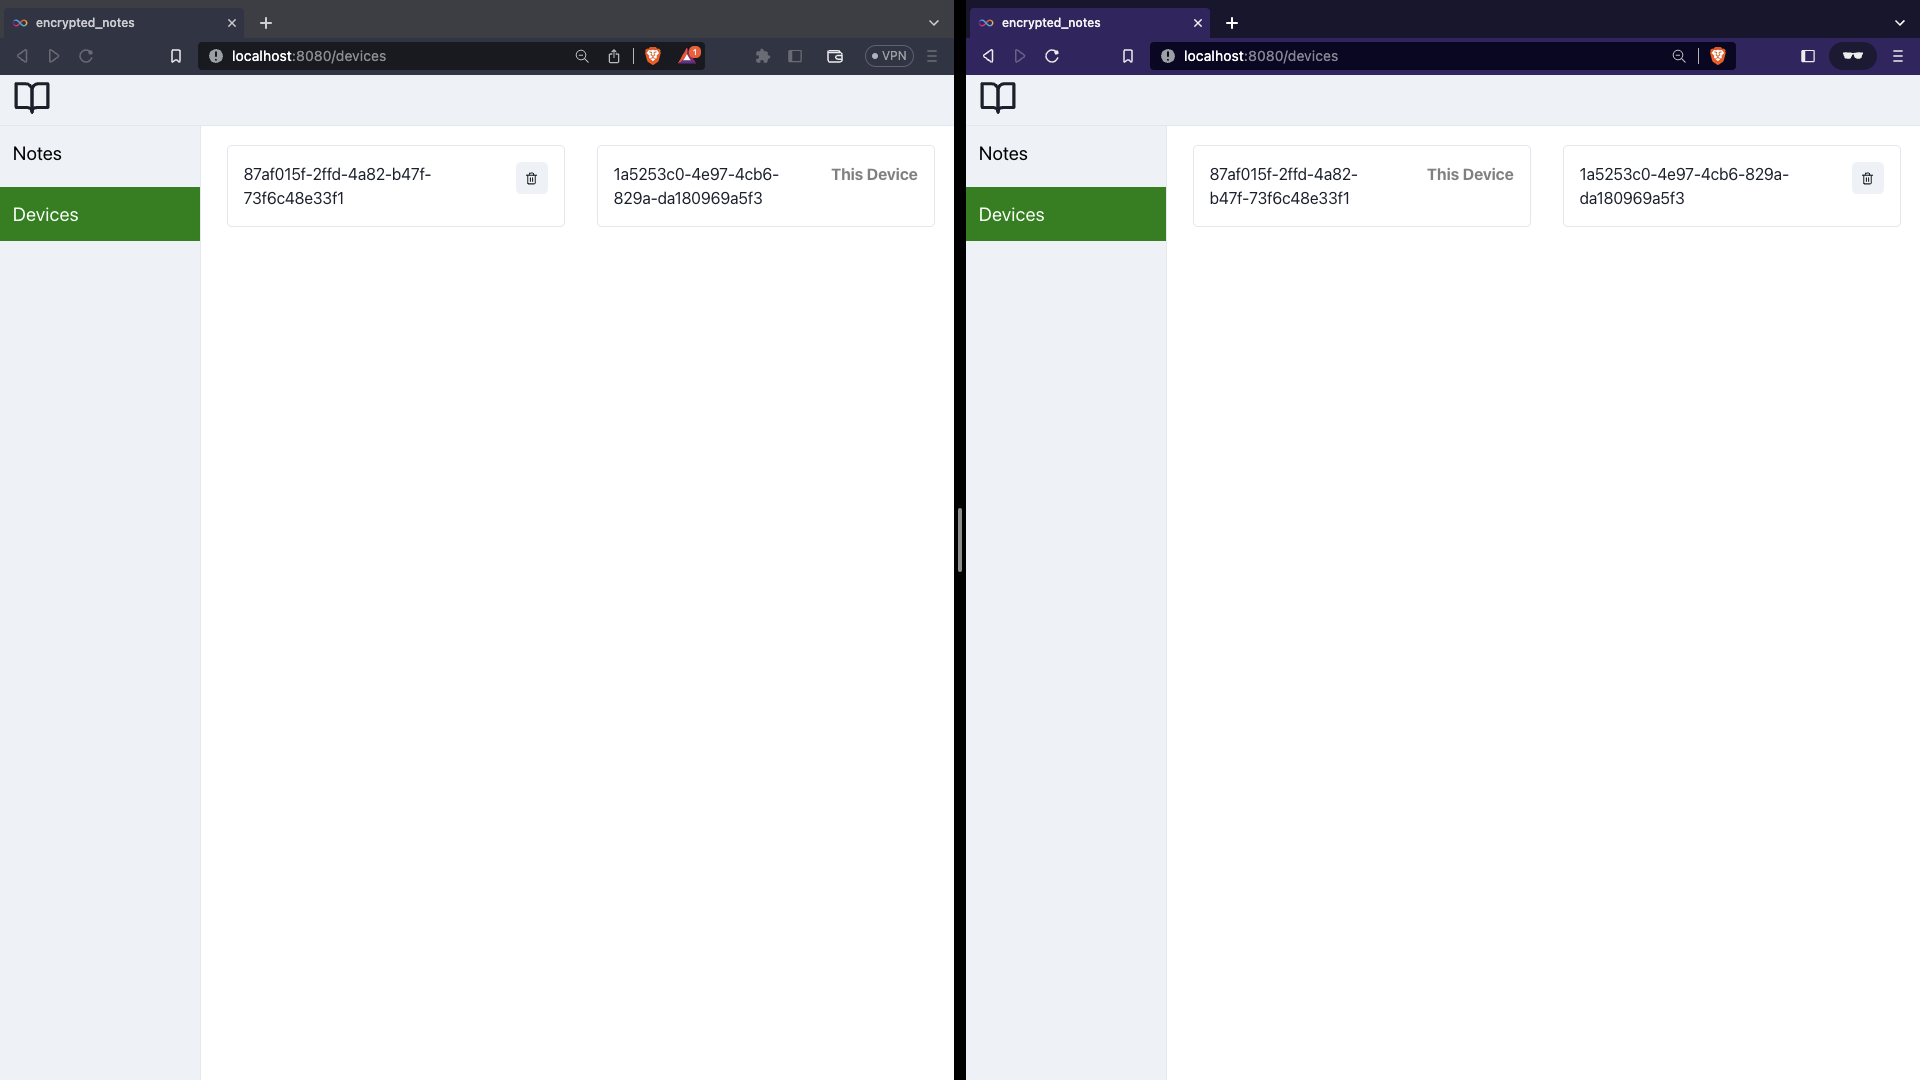 encrypted_notes
localhost:8080/devices
1
VPN
Notes
Devices
87af015f-2ffd-4a82-b47f-
73f6c48e33f1
1a5253c0-4e97-4cb6-
829a-da180969a5f3
This Device
encrypted_notes
localhost:8080/devices
Notes
Devices
87af015f-2ffd-4a82-
b47f-73f6c48e33f1
This Device
1a5253c0-4e97-4cb6-829a-
da180969a5f3